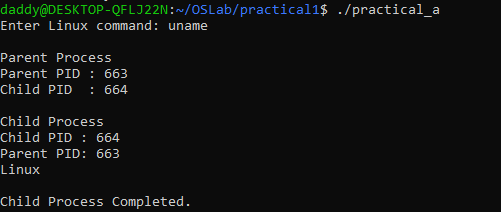 daddy@DESKTOP-QFLJ22N:~/OSLab/practical1$ ./practical_a
Enter Linux command: uname
Parent Process
Parent PID : 663
Child PID  : 664
Child Process
Child PID : 664
Parent PID: 663
Linux
Child Process Completed.